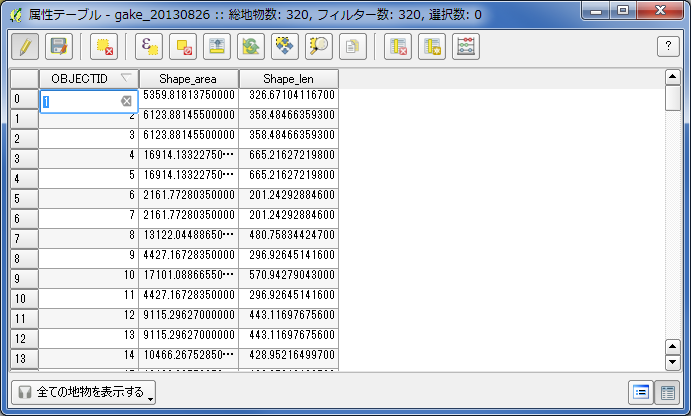 属性テーブル - gake_20130826 :: 総地物数: 320, フィルター数: 320, 選択数: 0
?
OBJECTID Shape_area Shape_len
0 1 5359.81813750000 326.67104116700
1 2 6123.88145500000 358.48466359300
2 3 6123.88145500000 358.48466359300
3 4 16914.13322750… 665.21627219800
4 5 16914.13322750… 665.21627219800
5 6 2161.77280350000 201.24292884600
6 7 2161.77280350000 201.24292884600
7 8 13122.04488650… 480.75834424700
8 9 4427.16728350000 296.92645141600
9 10 17101.08866550… 570.94279043000
10 11 4427.16728350000 296.92645141600
11 12 9115.29627000000 443.11697675600
12 13 9115.29627000000 443.11697675600
13 14 10466.26752850… 428.95216499700
全ての地物を表示する